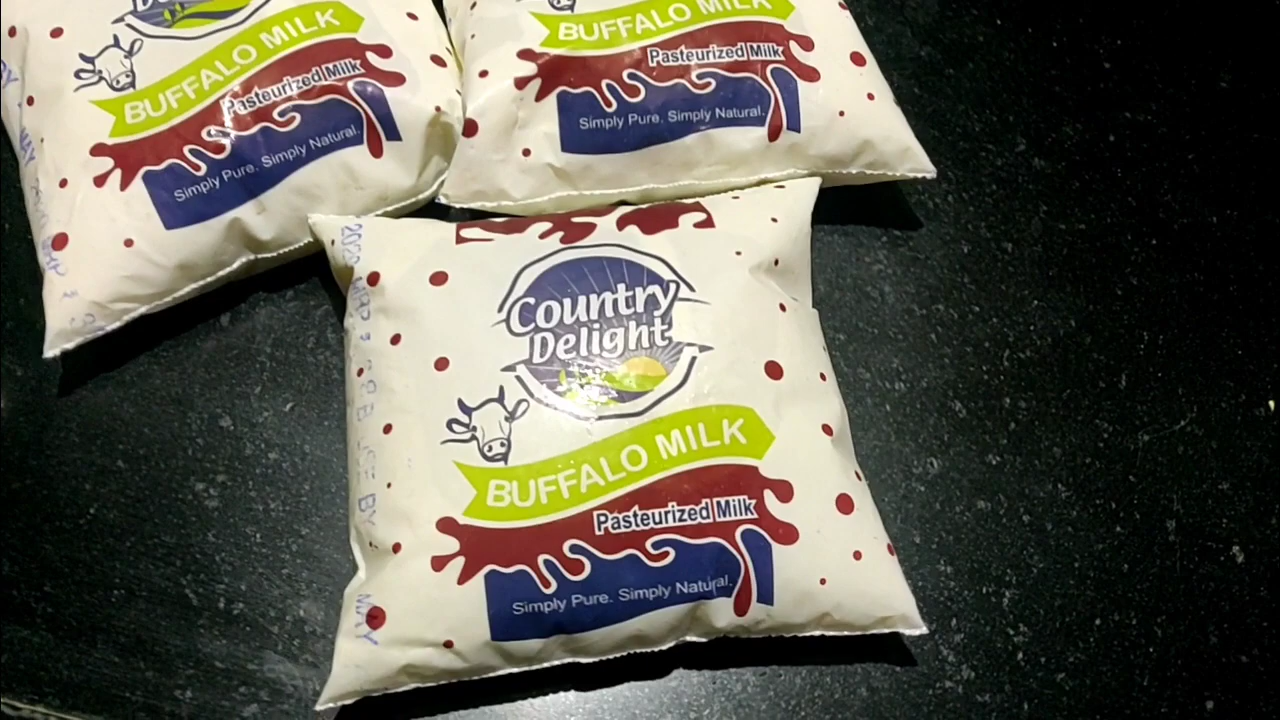 BUFFALO MILK
Pasteurized Milk
Simply Pure. Simply Natural.
BUFFALO MILK
Pasteurized Milk
Simply Pure. Simply Natural.
Country
Delight
BUFFALO MILK
Pasteurized Milk
Simply Pure. Simply Natural.
MAY